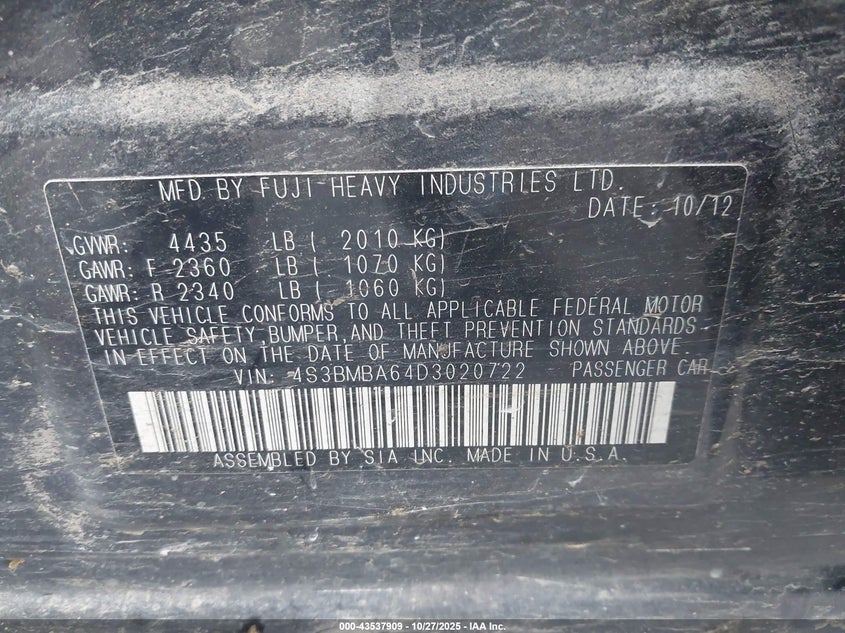 MFD. BY FUJI HEAVY INDUSTRIES LTD.
DATE: 10/12
GVWR: 4435 LB ( 2010 KG)
GAWR: F 2360 LB ( 1070 KG)
GAWR: R 2340 LB ( 1060 KG)
THIS VEHICLE CONFORMS TO ALL APPLICABLE FEDERAL MOTOR
VEHICLE SAFETY, BUMPER, AND THEFT PREVENTION STANDARDS
IN EFFECT ON THE DATE OF MANUFACTURE SHOWN ABOVE.
VIN: 4S3BMBA64D3020722 PASSENGER CAR
ASSEMBLED BY SIA INC. MADE IN U.S.A.
000-43537909 - 10/27/2025 - IAA Inc.